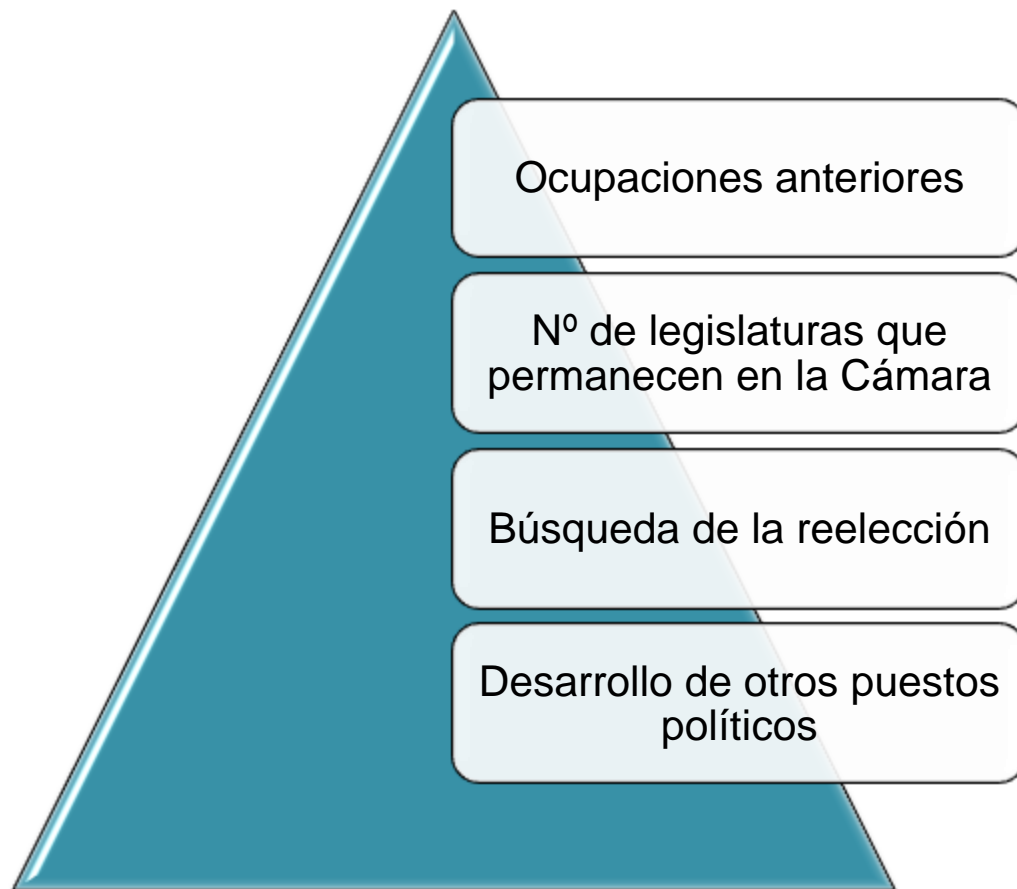 Ocupaciones anteriores
Nº de legislaturas que
permanecen en la Cámara
Búsqueda de la reelección
Desarrollo de otros puestos
políticos